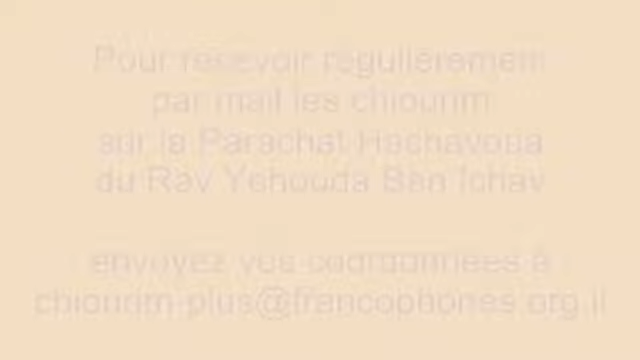 Pour recevoir régulièrement
par mail les chiourim
sur la Parachat Hachavoua
du Rav Yehouda Ben Ichay
envoyez vos coordonnées à
chiourim-plus@francophones.org.il